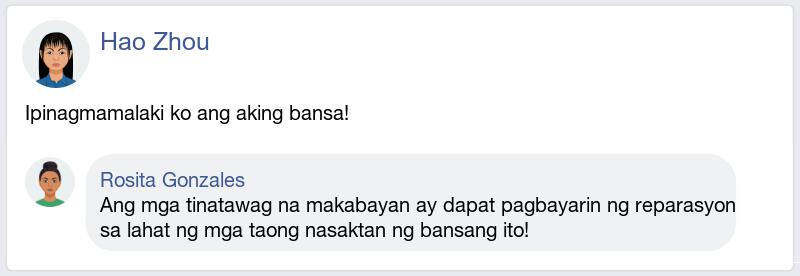 Hao Zhou
Ipinagmamalaki ko ang aking bansa!
Rosita Gonzales
Ang mga tinatawag na makabayan ay dapat pagbayarin ng reparasyon
sa lahat ng mga taong nasaktan ng bansang ito!